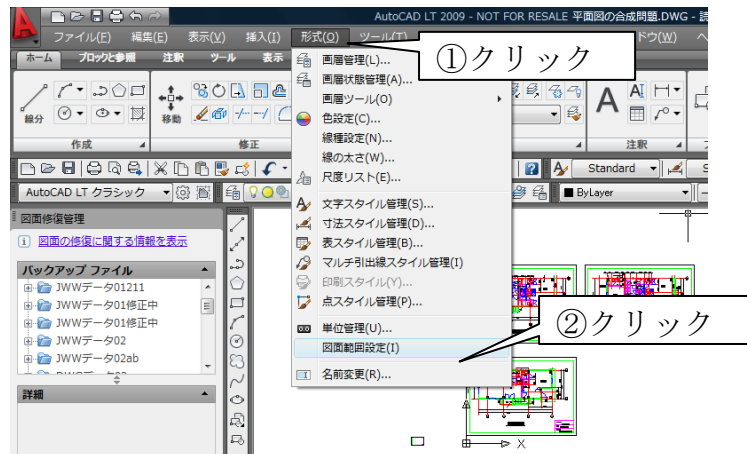 AutoCAD LT 2009 - NOT FOR RESALE 平面図の合成問題.DWG - 読
ファイル(F) 編集(E) 表示(V) 挿入(I) 形式(O) ツール(T) ドウ(W) ヘ
ホーム ブロックと参照 注釈 ツール 表示
①クリック
線分
移動
作成
修正
注釈
Standard
S
AutoCAD LT クラシック
ByLayer
画層管理(L)...
画層状態管理(A)...
画層ツール(O)
色設定(C)...
線種設定(N)...
線の太さ(W)...
尺度リスト(E)...
文字スタイル管理(S)...
寸法スタイル管理(D)...
表スタイル管理(B)...
マルチ引出線スタイル管理(I)
印刷スタイル(Y)...
点スタイル管理(P)...
単位管理(U)...
図面範囲設定(I)
名前変更(R)...
②クリック
図面修復管理
図面の修復に関する情報を表示
バックアップ ファイル
JWWデータ01211
JWWデータ01修正中
JWWデータ01修正中
JWWデータ02
JWWデータ02ab
詳細
X